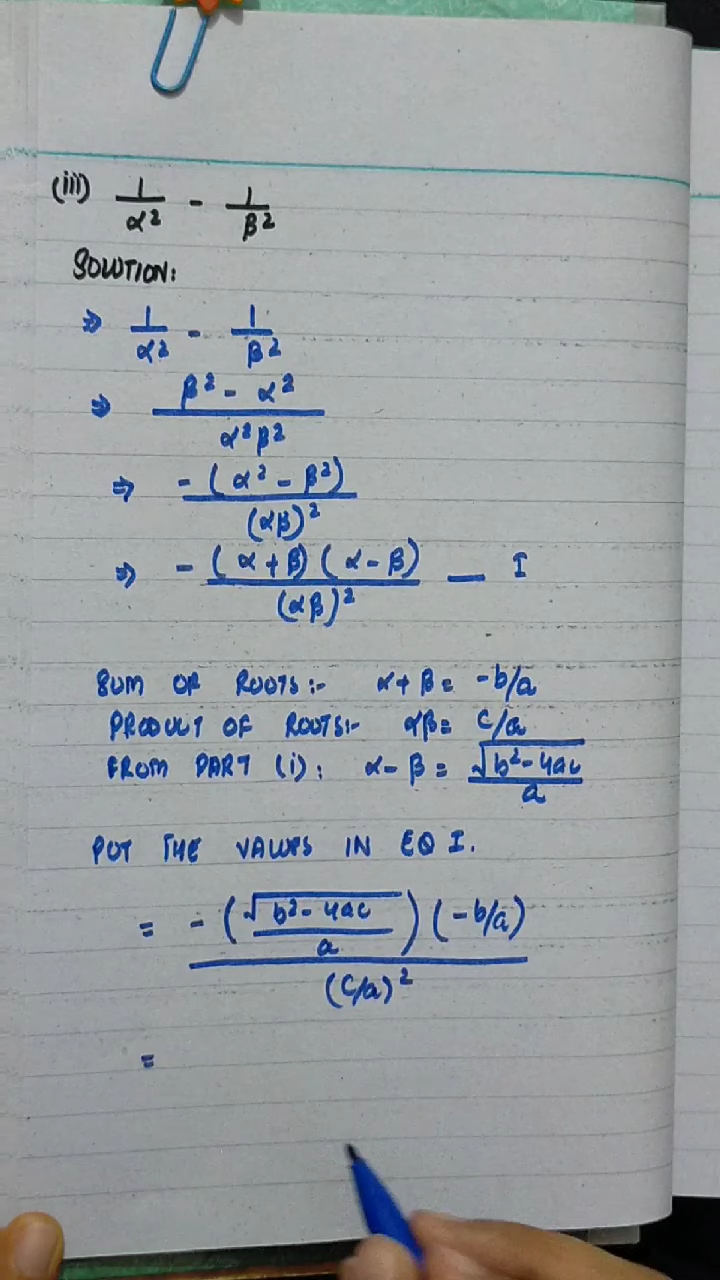 (iii) 1/α² - 1/β²
SOLUTION:
⇒ 1/α² - 1/β²
⇒ β² - α² / α²β²
⇒ -(α² - β²) / (αβ)²
⇒ -(α + β)(α - β) / (αβ)² — I
SUM OF ROOTS:- α + β = -b/a
PRODUCT OF ROOTS:- αβ = c/a
FROM PART (i): α - β = √b² - 4ac / a
PUT THE VALUES IN EQ I.
= -(√b² - 4ac / a)(-b/a) / (c/a)²
=